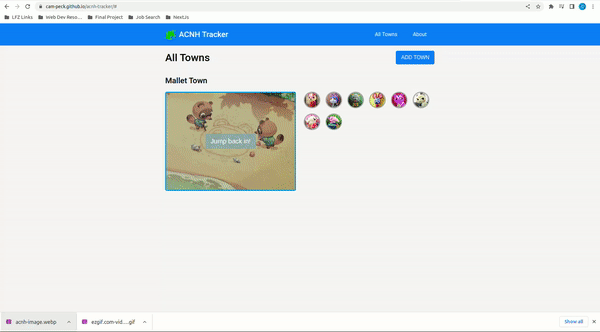 cam-peck.github.io/acnh-tracker/#
LFZ Links Web Dev Reso... Final Project Job Search NextJs
ACNH Tracker All Towns About
All Towns ADD TOWN
Mallet Town
Jump back in!
acnh-image.webp ezgif.com-vid....gif Show all